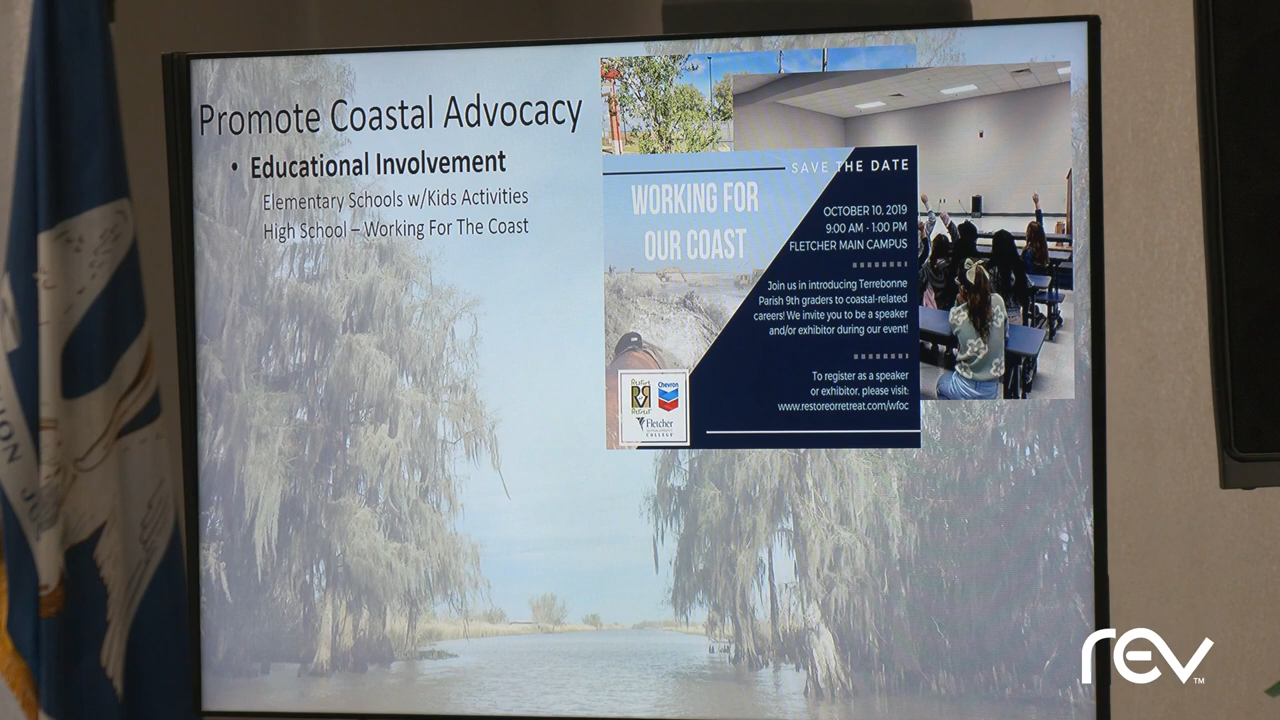 Promote Coastal Advocacy
• Educational Involvement
Elementary Schools w/Kids Activities
High School – Working For The Coast
SAVE THE DATE
WORKING FOR
OUR COAST
OCTOBER 10, 2019
9:00 AM - 1:00 PM
FLETCHER MAIN CAMPUS
Join us in introducing Terrebonne
Parish 9th graders to coastal-related
careers! We invite you to be a speaker
and/or exhibitor during our event!
To register as a speaker
or exhibitor, please visit:
www.restoreorretreat.com/wfoc
Chevron
Fletcher
COLLEGE
rev
TM